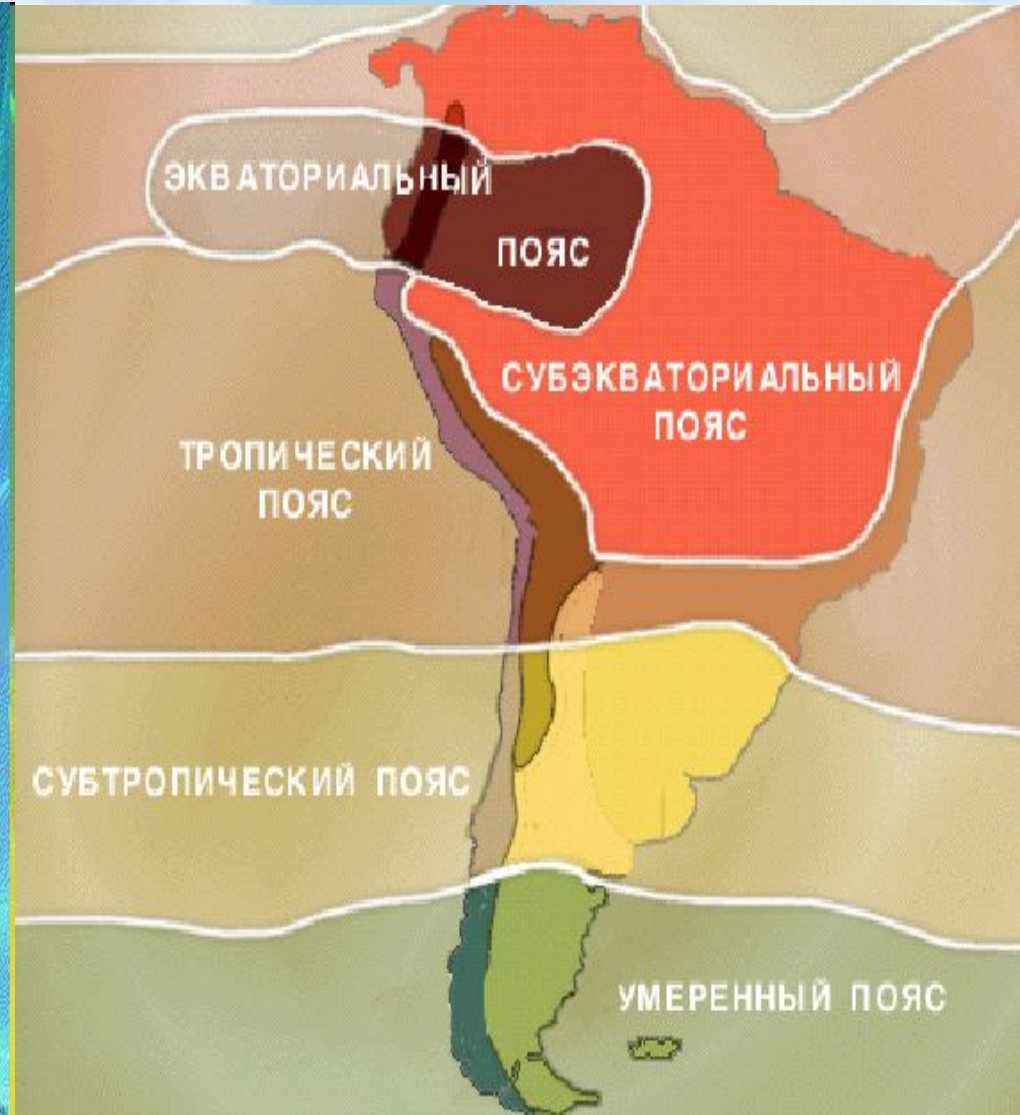 ЭКВАТОРИАЛЬНЫЙ
ПОЯС
СУБЭКВАТОРИАЛЬНЫЙ
ПОЯС
ТРОПИЧЕСКИЙ
ПОЯС
СУБТРОПИЧЕСКИЙ ПОЯС
УМЕРЕННЫЙ ПОЯС